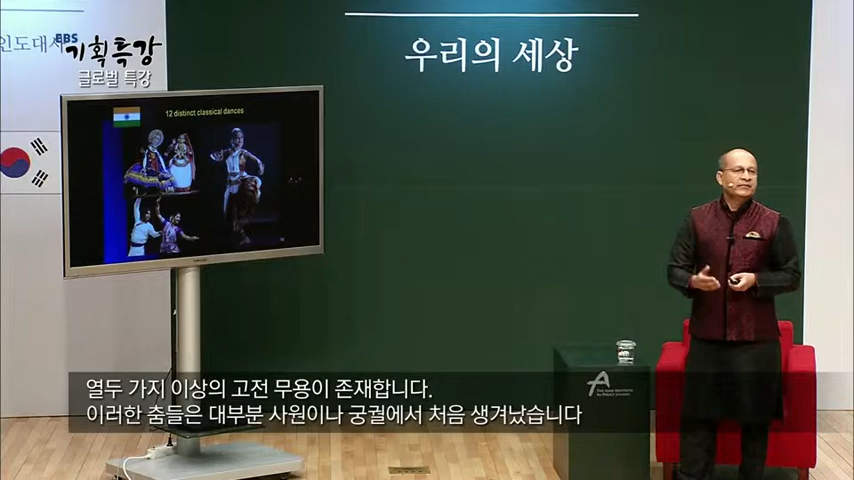 인도대사
EBS
기획특강
글로벌 특강
우리의 세상
12 distinct classical dances
열두 가지 이상의 고전 무용이 존재합니다.
이러한 춤들은 대부분 사원이나 궁궐에서 처음 생겨났습니다